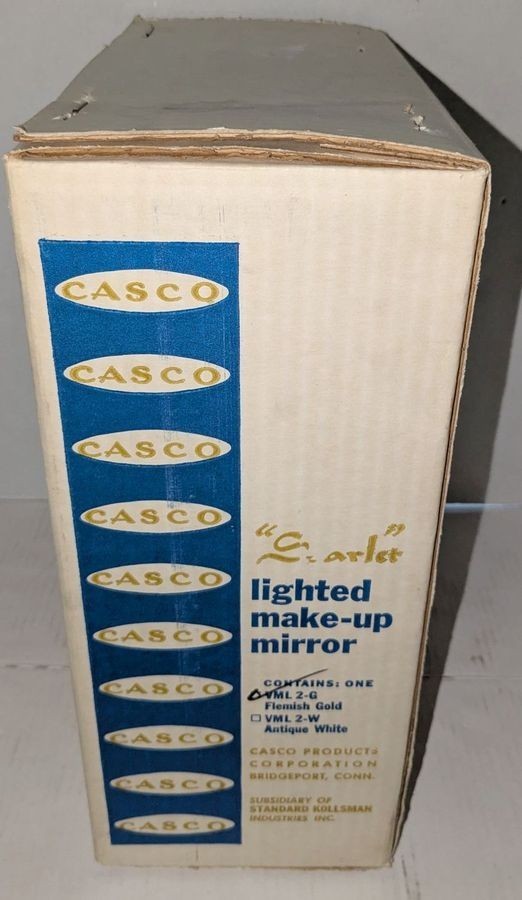 CASCO
CASCO
CASCO
CASCO
CASCO
CASCO
CASCO
CASCO
CASCO
CASCO
lighted
make-up
mirror
CONTAINS: ONE
VML 2-G
Flemish Gold
VML 2-W
Antique White
CASCO PRODUCTS
CORPORATION
BRIDGEPORT, CONN.
SUBSIDIARY OF
STANDARD KOLLSMAN
INDUSTRIES INC.